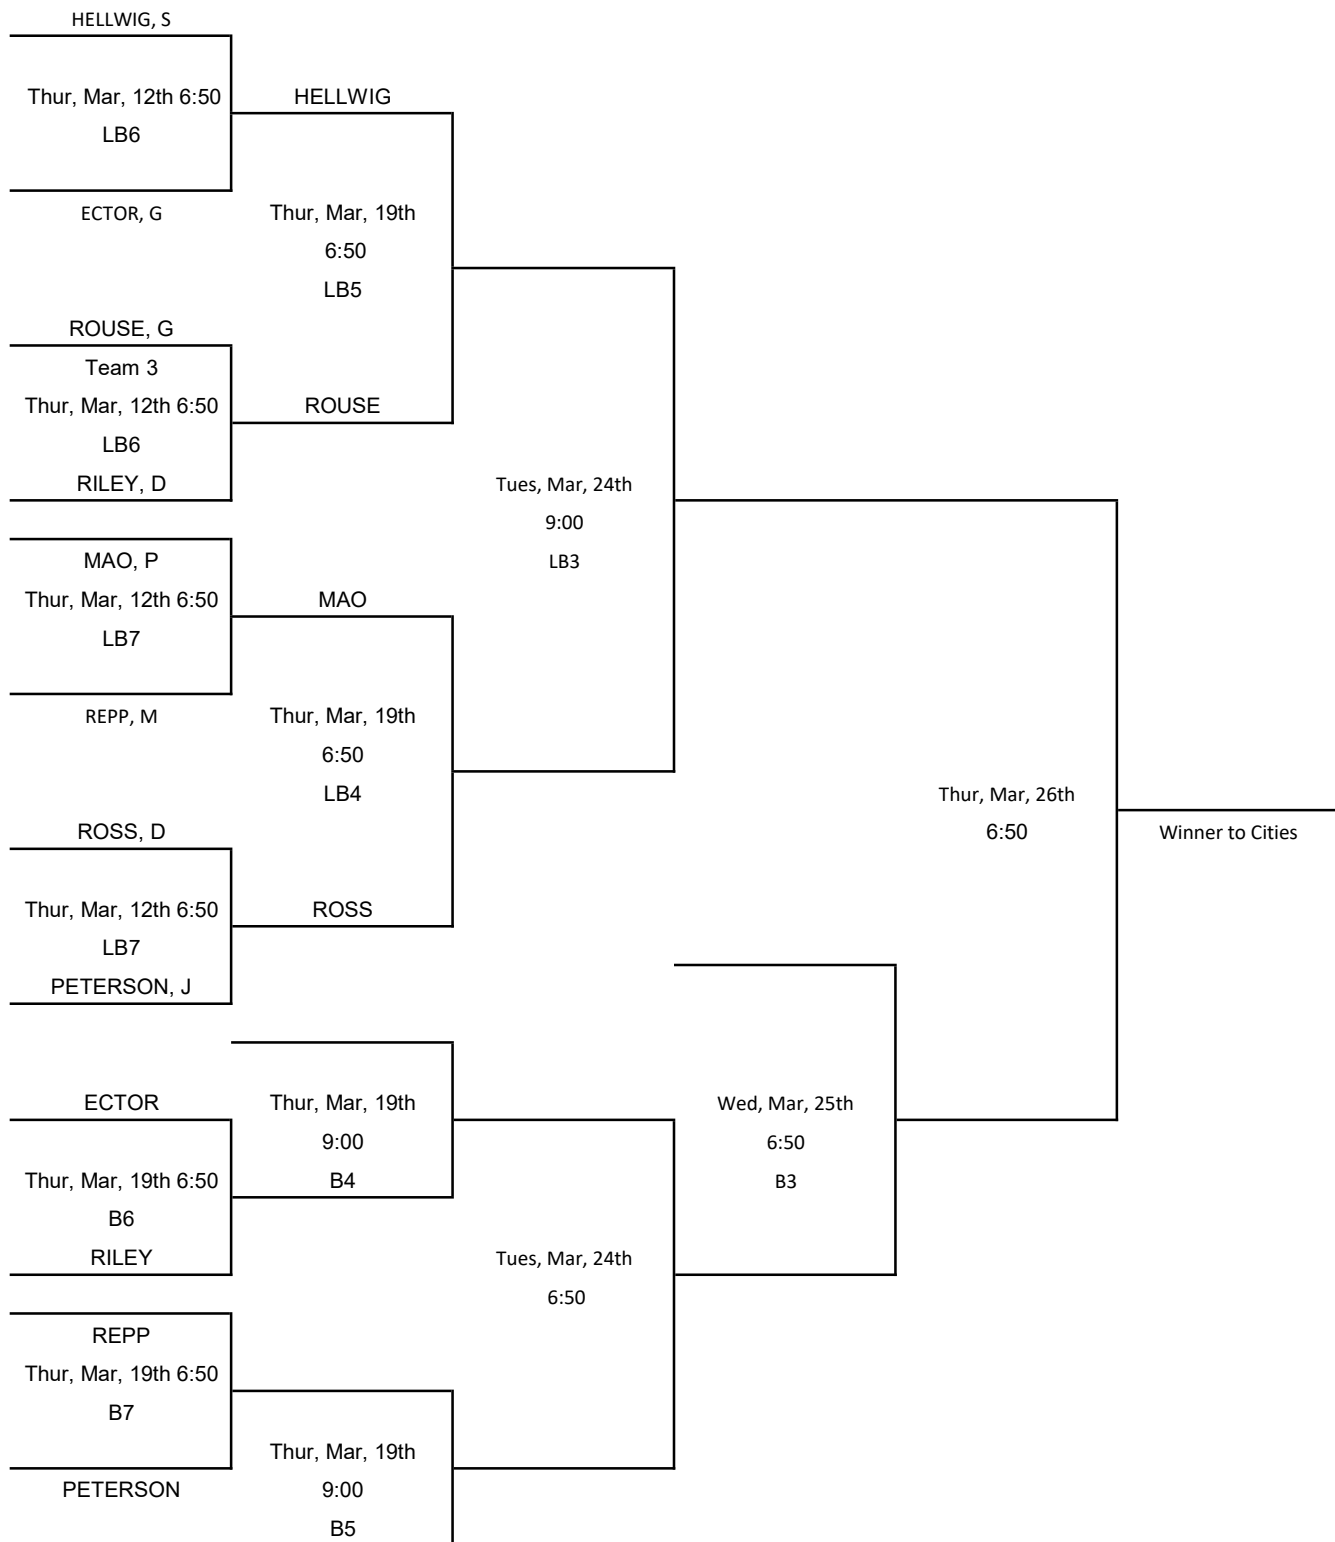 HELLWIG, S
Thur, Mar, 12th 6:50
HELLWIG
LB6
ECTOR, G
Thur, Mar, 19th
6:50
LB5
ROUSE, G
Team 3
Thur, Mar, 12th 6:50
ROUSE
LB6
RILEY, D
Tues, Mar, 24th
9:00
LB3
MAO, P
Thur, Mar, 12th 6:50
MAO
LB7
REPP, M
Thur, Mar, 19th
6:50
LB4
Thur, Mar, 26th
6:50
Winner to Cities
ROSS, D
Thur, Mar, 12th 6:50
ROSS
LB7
PETERSON, J
ECTOR
Thur, Mar, 19th
9:00
B4
Wed, Mar, 25th
6:50
B3
Thur, Mar, 19th 6:50
B6
RILEY
Tues, Mar, 24th
6:50
REPP
Thur, Mar, 19th 6:50
B7
PETERSON
Thur, Mar, 19th
9:00
B5